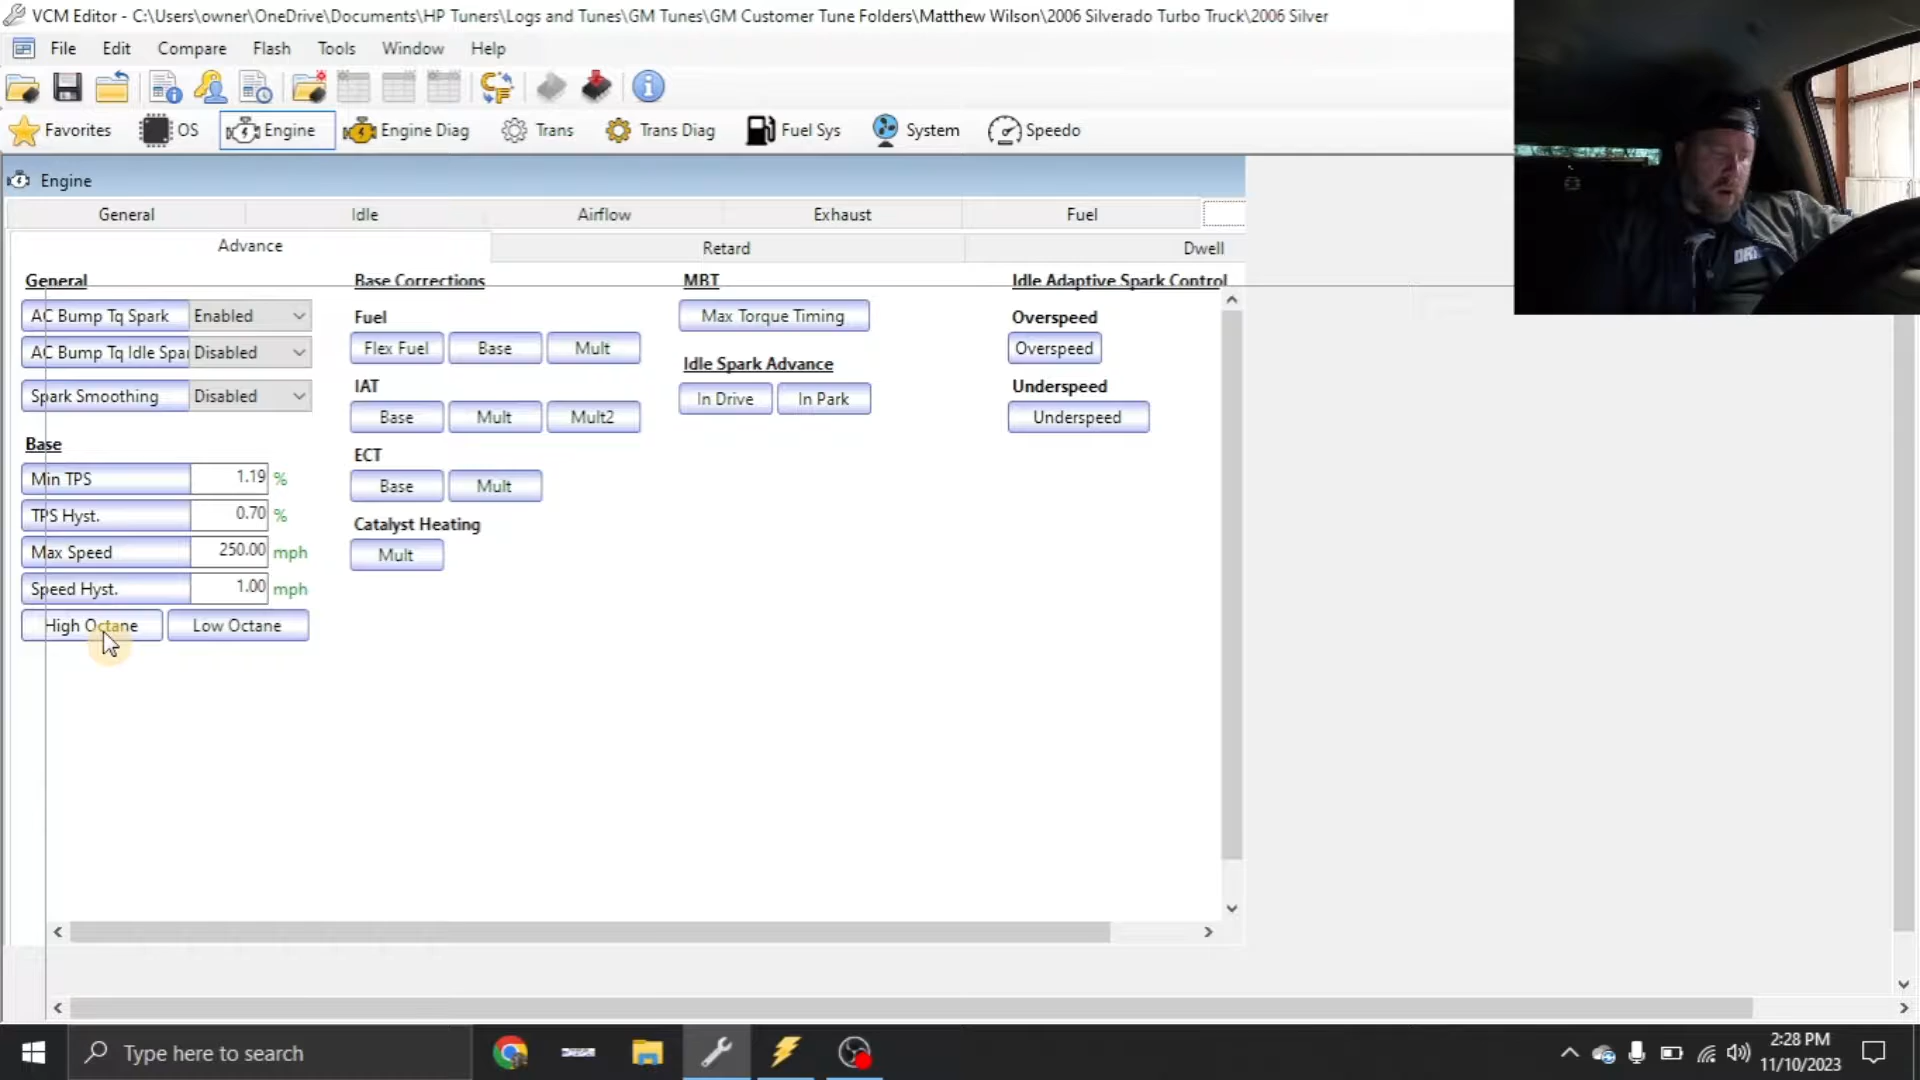 VCM Editor - C:\Users\owner\OneDrive\Documents\HP Tuners\Logs and Tunes\GM Tunes\GM Customer Tune Folders\Matthew Wilson\2006 Silverado Turbo Truck\2006 Silver
File Edit Compare Flash Tools Window Help
Favorites OS Engine Engine Diag Trans Trans Diag Fuel Sys System Speedo
Engine
General Idle Airflow Exhaust Fuel
Advance Retard Dwell
General Base Corrections MBT Idle Adaptive Spark Control
AC Bump Tq Spark Enabled Fuel Max Torque Timing Overspeed
AC Bump Tq Idle Spa Disabled Flex Fuel Base Mult Idle Spark Advance Overspeed
Spark Smoothing Disabled IAT In Drive In Park Underspeed
Base Base Mult Mult2 Underspeed
Min TPS 1.19 % ECT
TPS Hyst. 0.70 % Base Mult
Max Speed 250.00 mph Catalyst Heating
Speed Hyst. 1.00 mph Mult
High Octane Low Octane
Type here to search
2:28 PM
11/10/2023